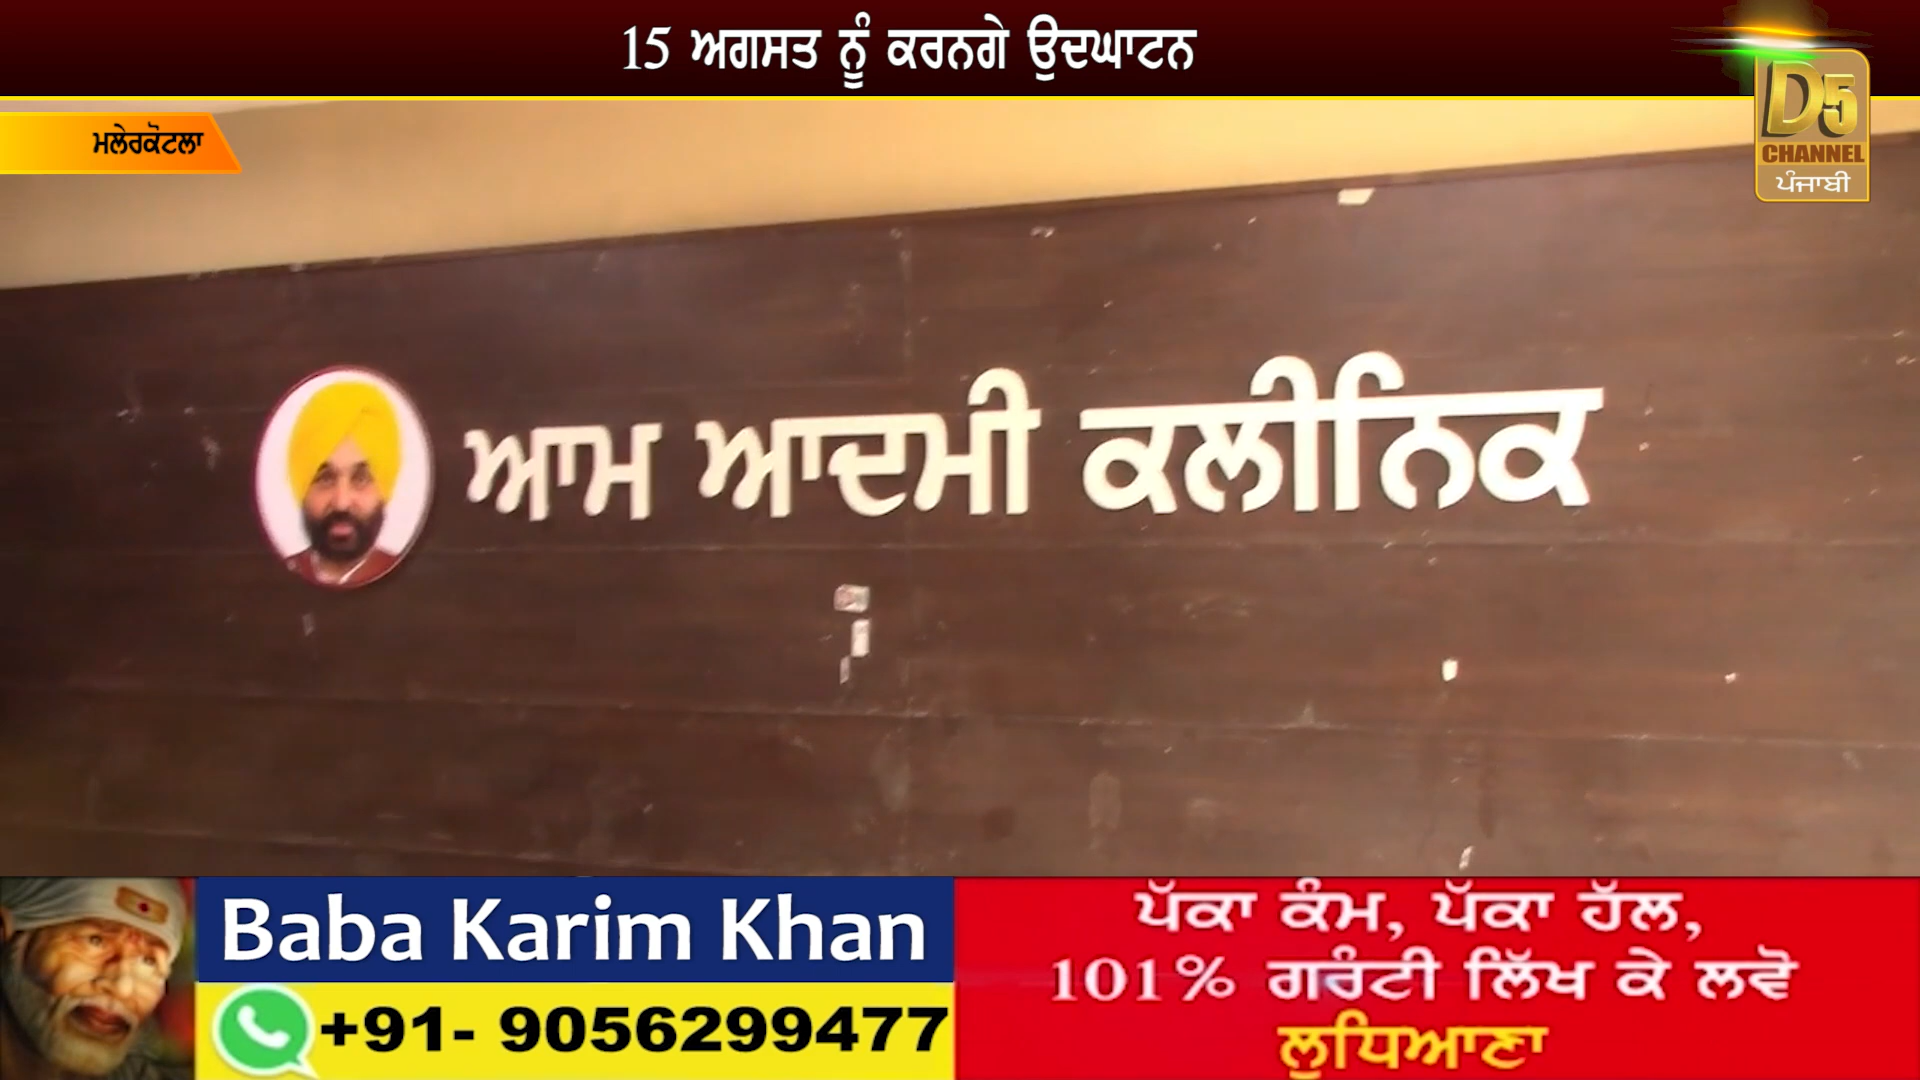 15 ਅਗਸਤ ਨੂੰ ਕਰਨਗੇ ਉਦਘਾਟਨ
ਮਲੇਰਕੋਟਲਾ
D5
CHANNEL
ਪੰਜਾਬੀ
ਆਮ ਆਦਮੀ ਕਲੀਨਿਕ
Baba Karim Khan
+91- 9056299477
ਪੱਕਾ ਕੰਮ, ਪੱਕਾ ਹੱਲ,
101% ਗਰੰਟੀ ਲਿੱਖ ਕੇ ਲਵੋ
ਲੁਧਿਆਣਾ